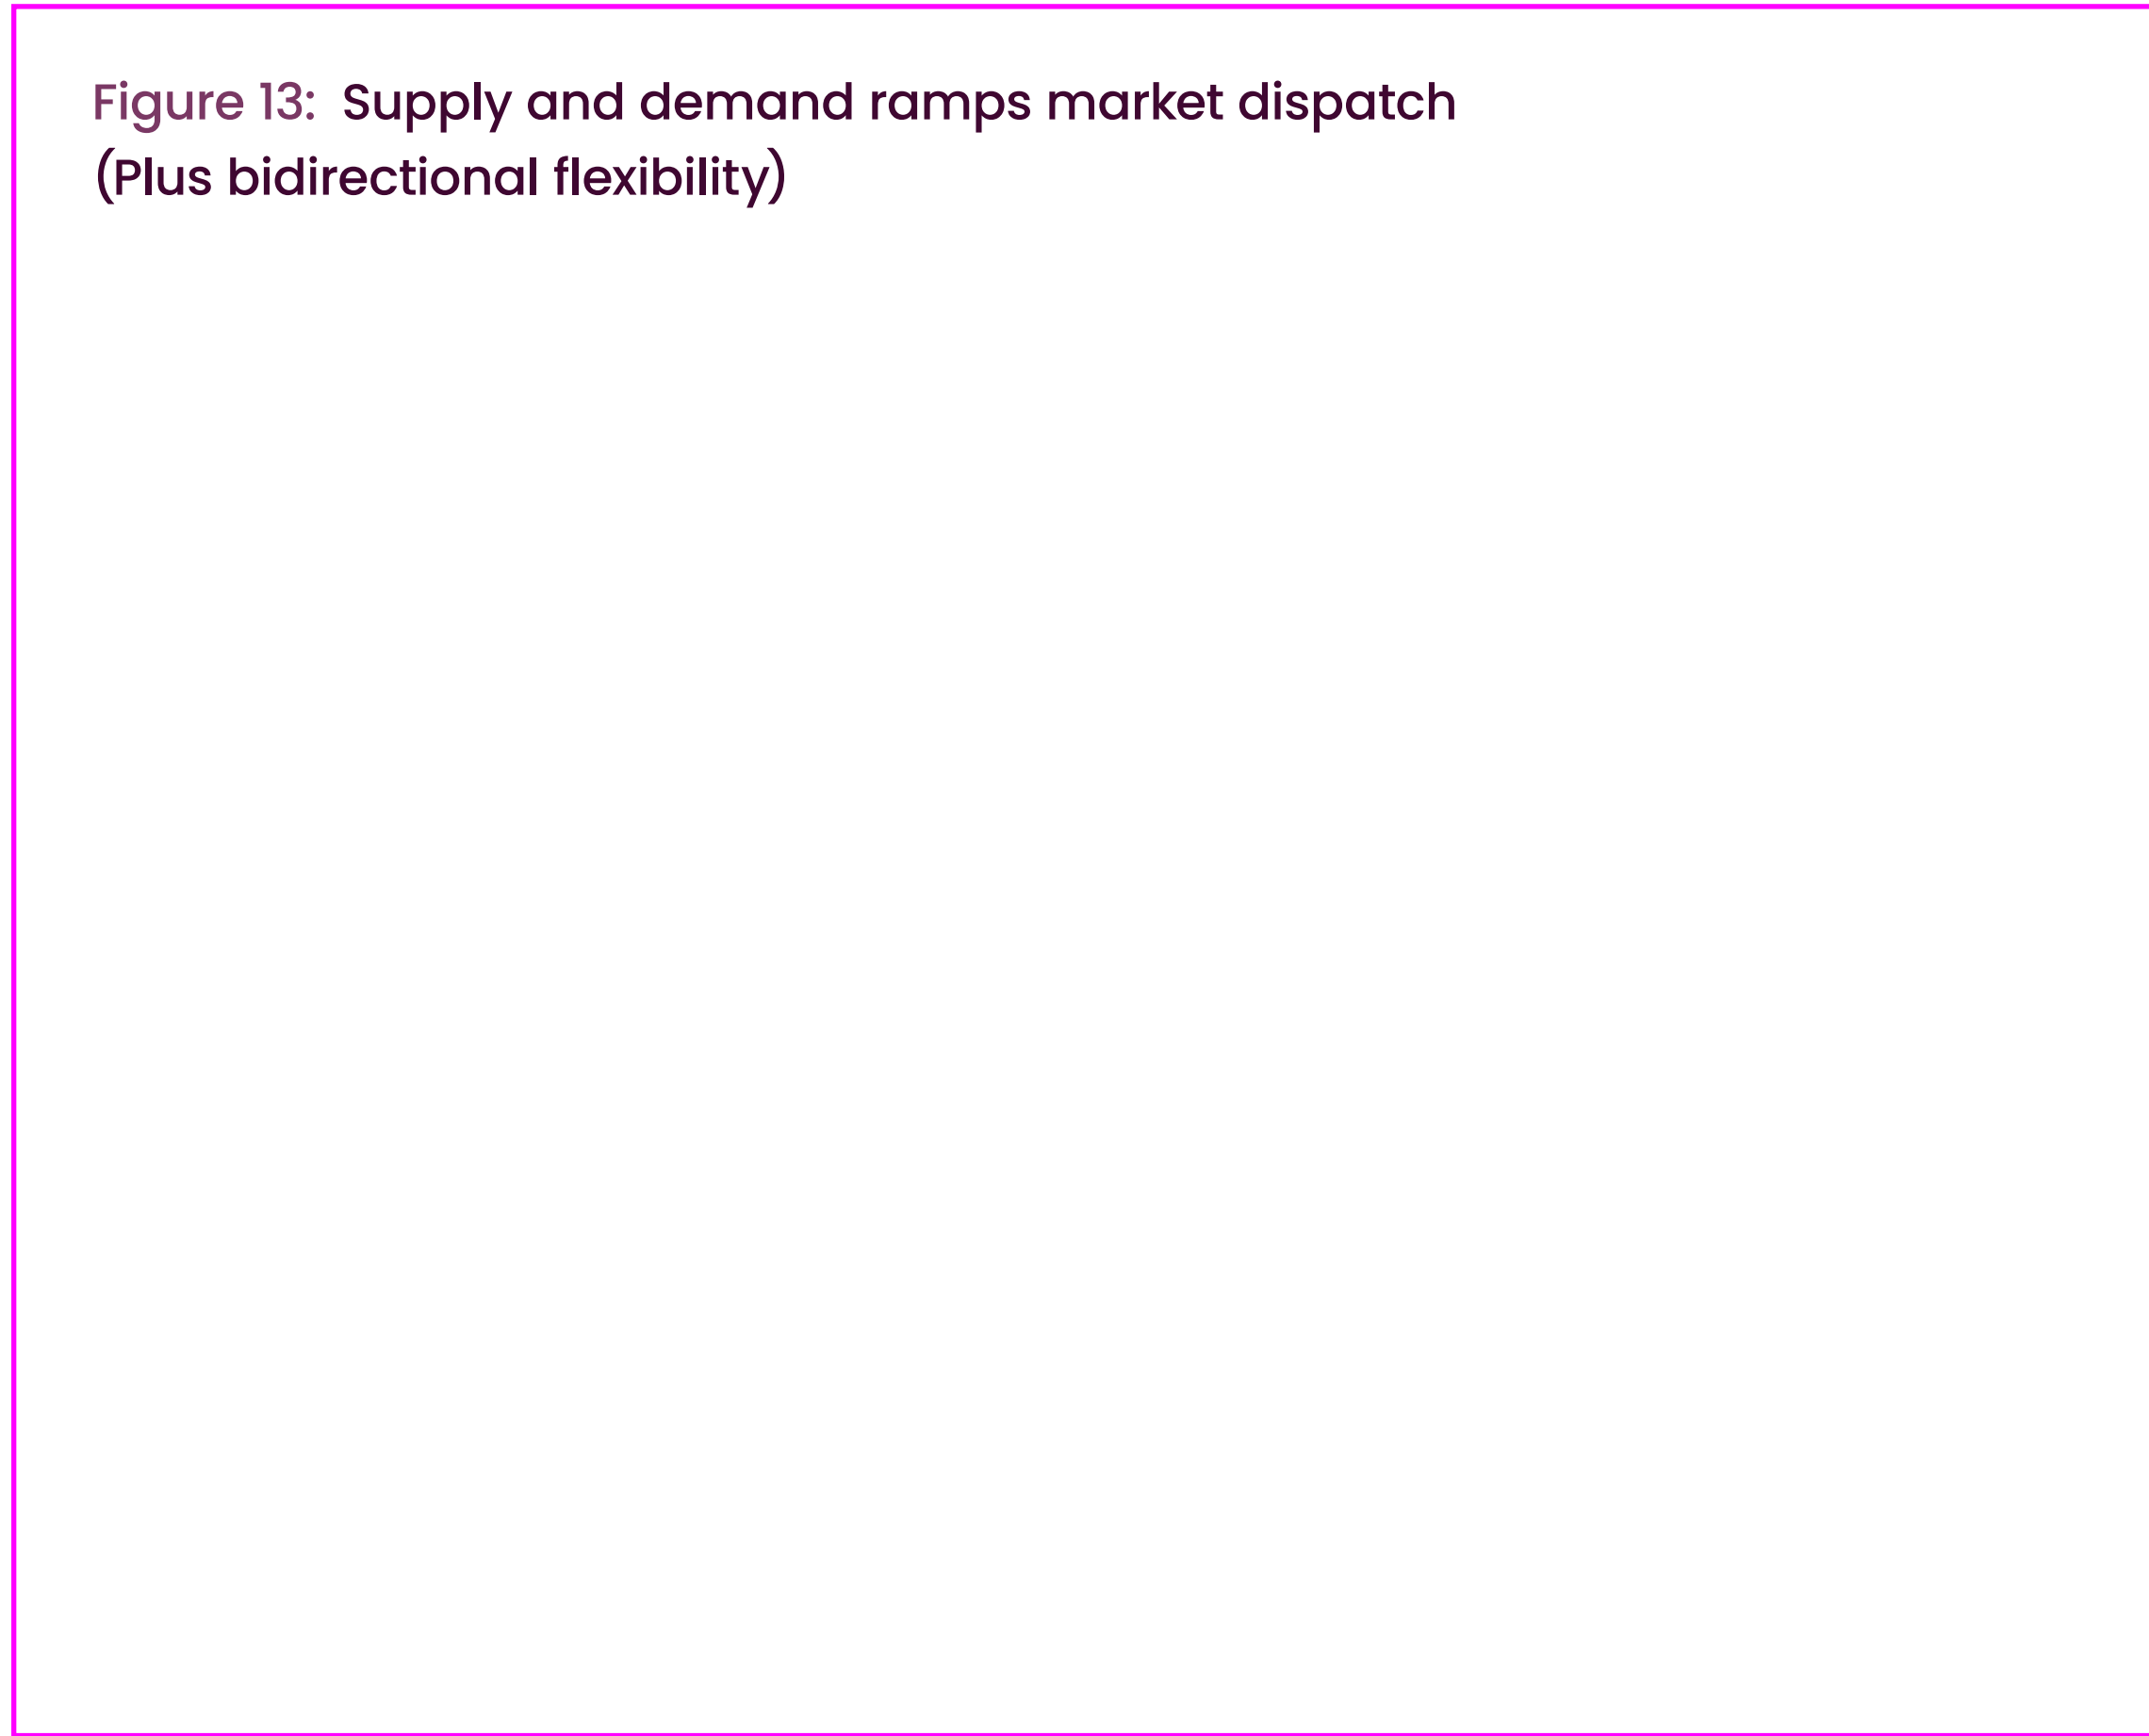 Figure 13: Supply and demand ramps market dispatch
(Plus bidirectional flexibility)